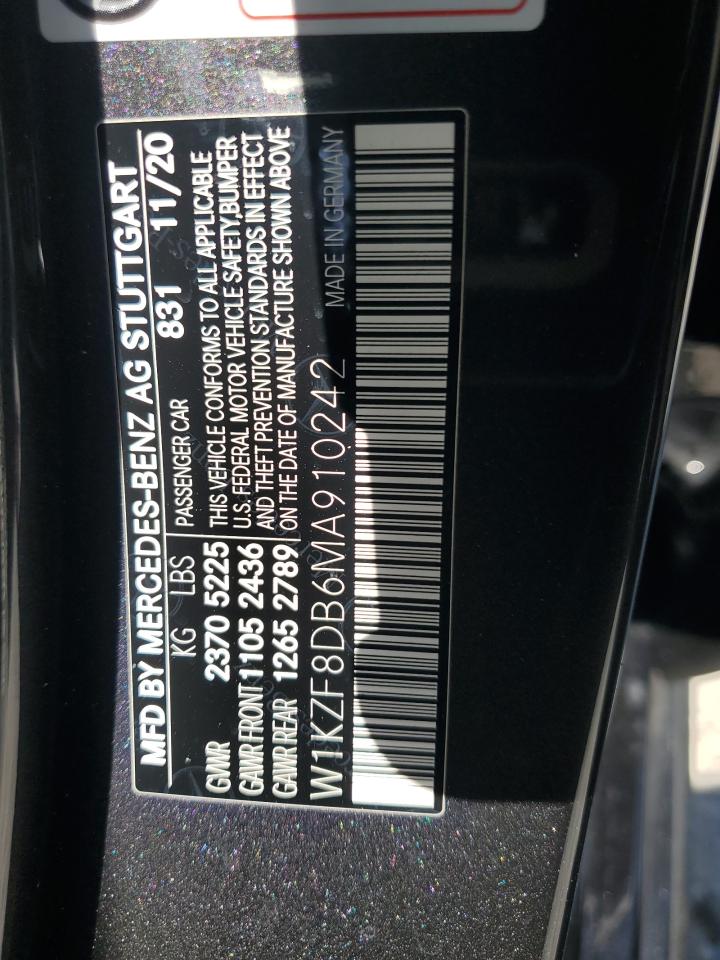 MFD BY MERCEDES-BENZ AG STUTTGART
KG LBS 831 11/20
GWR 2370 5225 PASSENGER CAR
GAWR FRONT 1105 2436
GAWR REAR 1265 2789
THIS VEHICLE CONFORMS TO ALL APPLICABLE
U.S. FEDERAL MOTOR VEHICLE SAFETY,BUMPER
AND THEFT PREVENTION STANDARDS IN EFFECT
ON THE DATE OF MANUFACTURE SHOWN ABOVE
W1KZF8DB6MA910242 MADE IN GERMANY